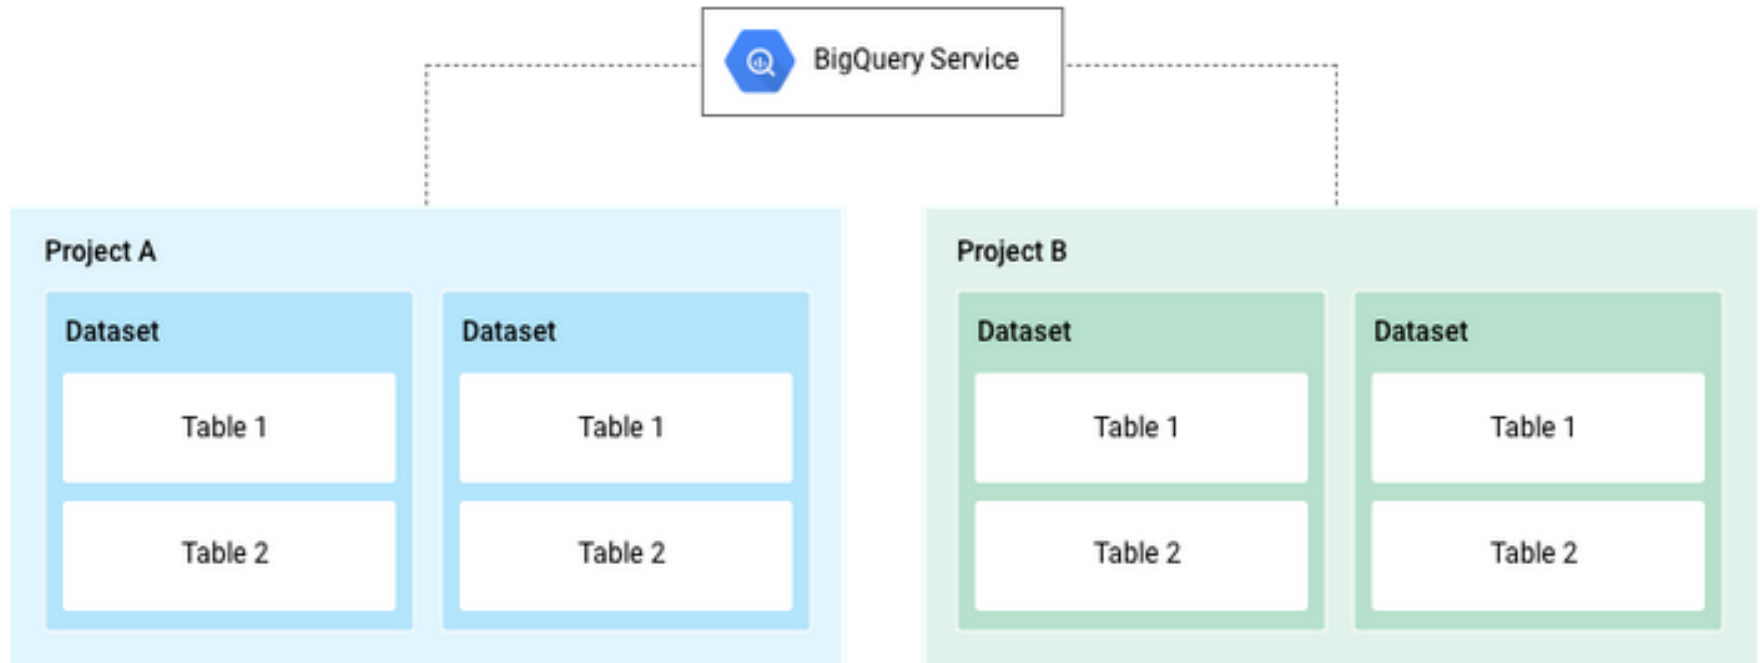 BigQuery Service
Project A
Dataset
Table 1
Table 2
Dataset
Table 1
Table 2
Project B
Dataset
Table 1
Table 2
Dataset
Table 1
Table 2